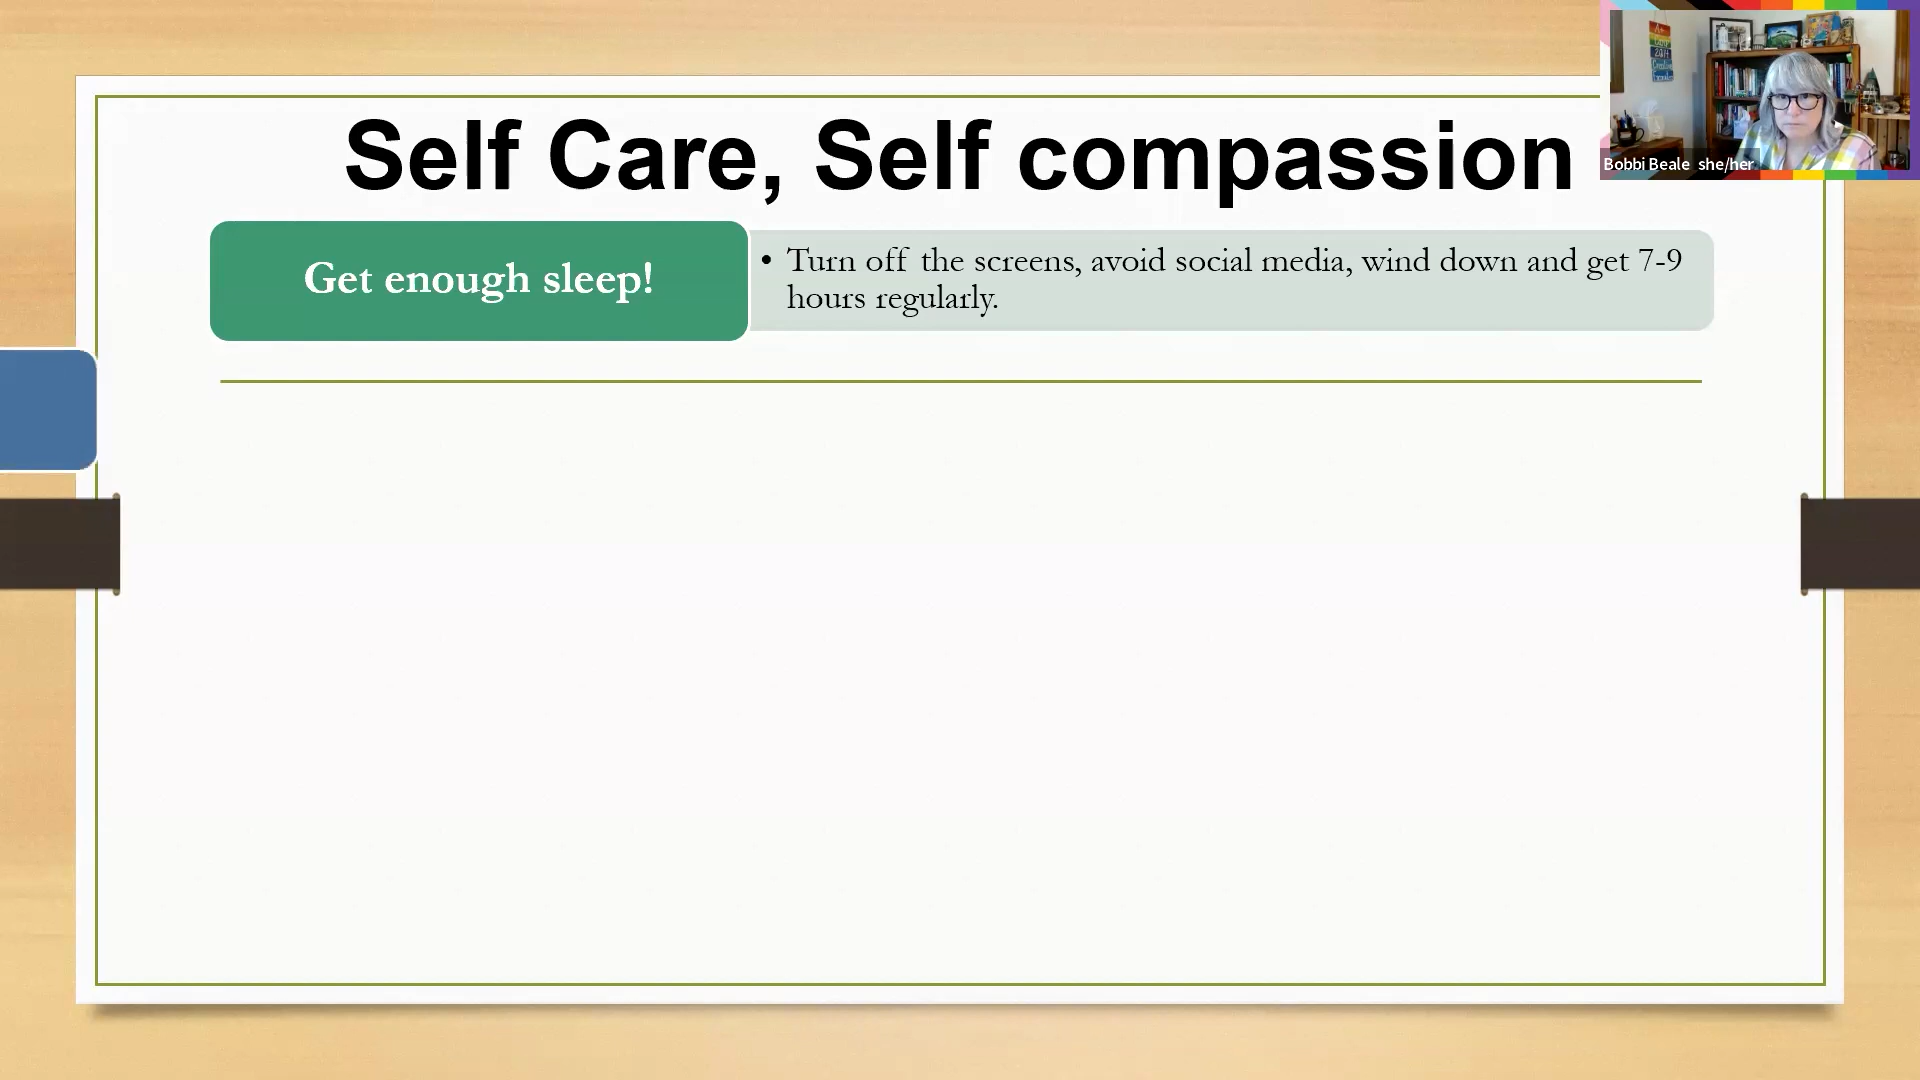 Self Care, Self compassion
Get enough sleep!
• Turn off the screens, avoid social media, wind down and get 7-9
hours regularly.
Bobbi Beale she/her